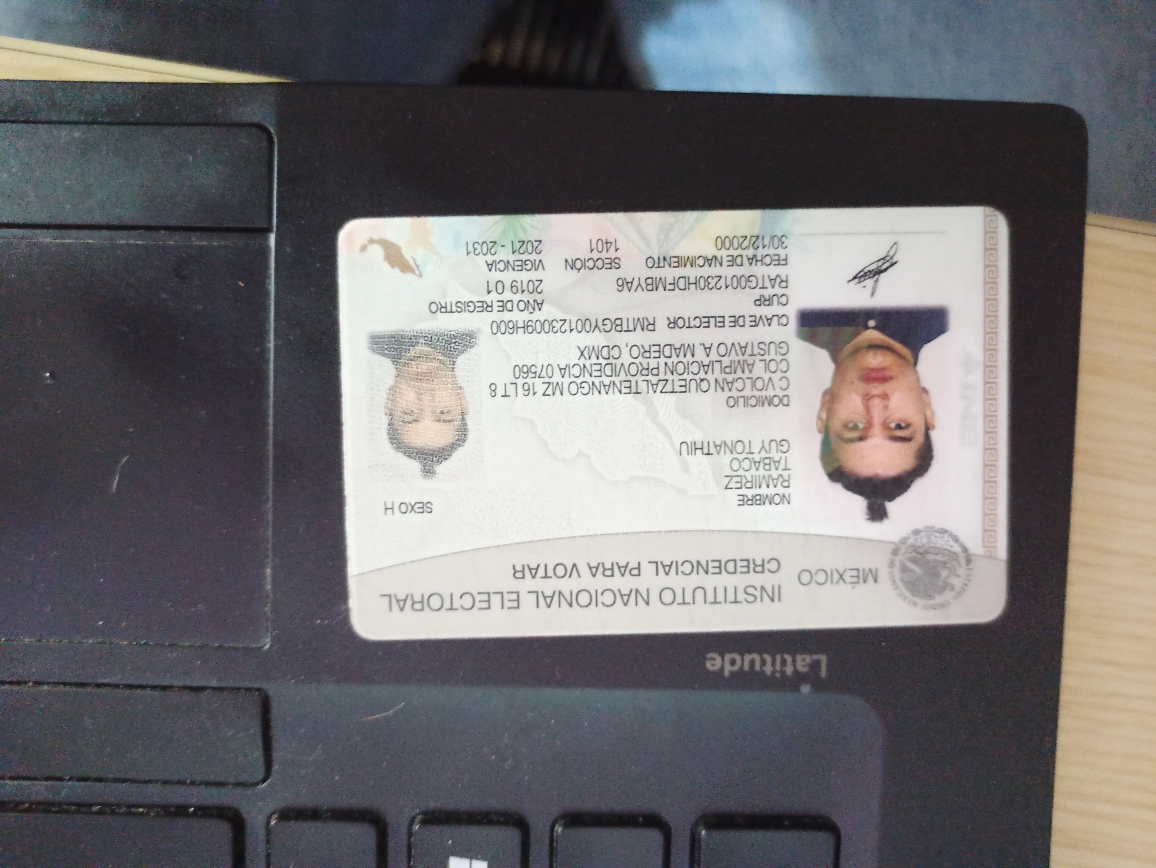 MÉXICO
INSTITUTO NACIONAL ELECTORAL
CREDENCIAL PARA VOTAR
NOMBRE
RAMIREZ
TABACO
GUY TONATHIU
SEXO H
DOMICILIO
C VOLCAN QUETZALTENANGO MZ 16 LT 8
COL AMPLIACION PROVIDENCIA 07560
GUSTAVO A. MADERO, CDMX
CLAVE DE ELECTOR RMTBGY00123009H600
CURP
RATG001230HDFMBYA6
AÑO DE REGISTRO
2019 01
FECHA DE NACIMIENTO
30/12/2000
SECCIÓN
1401
VIGENCIA
2021 - 2031
Latitude